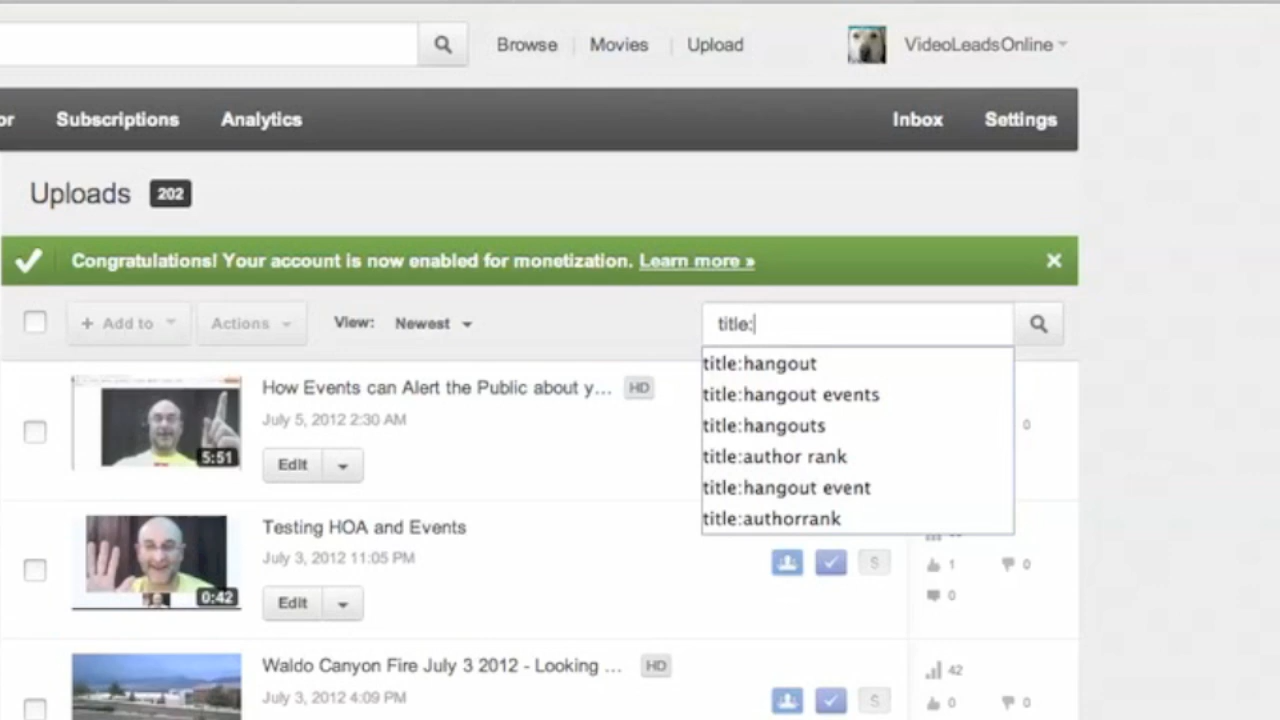 Browse Movies Upload VideoLeadsOnline
or Subscriptions Analytics Inbox Settings
Uploads 202
Congratulations! Your account is now enabled for monetization. Learn more »
+ Add to Actions View: Newest title:
title:hangout
title:hangout events
title:hangouts
title:author rank
title:hangout event
title:authorrank
How Events can Alert the Public about y... HD
July 5, 2012 2:30 AM
0
5:51
Edit
Testing HOA and Events
July 3, 2012 11:05 PM
S
1 0
0:42
Edit
0
Waldo Canyon Fire July 3 2012 - Looking ... HD
42
July 3, 2012 4:09 PM
S
0 0